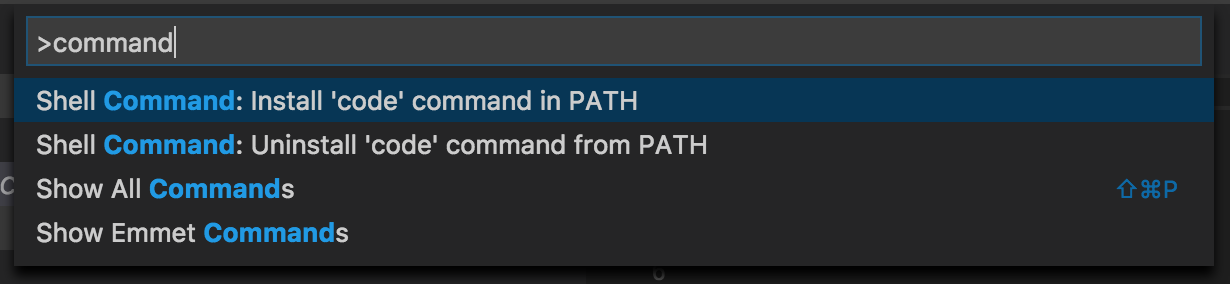 >command
Shell Command: Install 'code' command in PATH
Shell Command: Uninstall 'code' command from PATH
Show All Commands ⇧⌘P
Show Emmet Commands